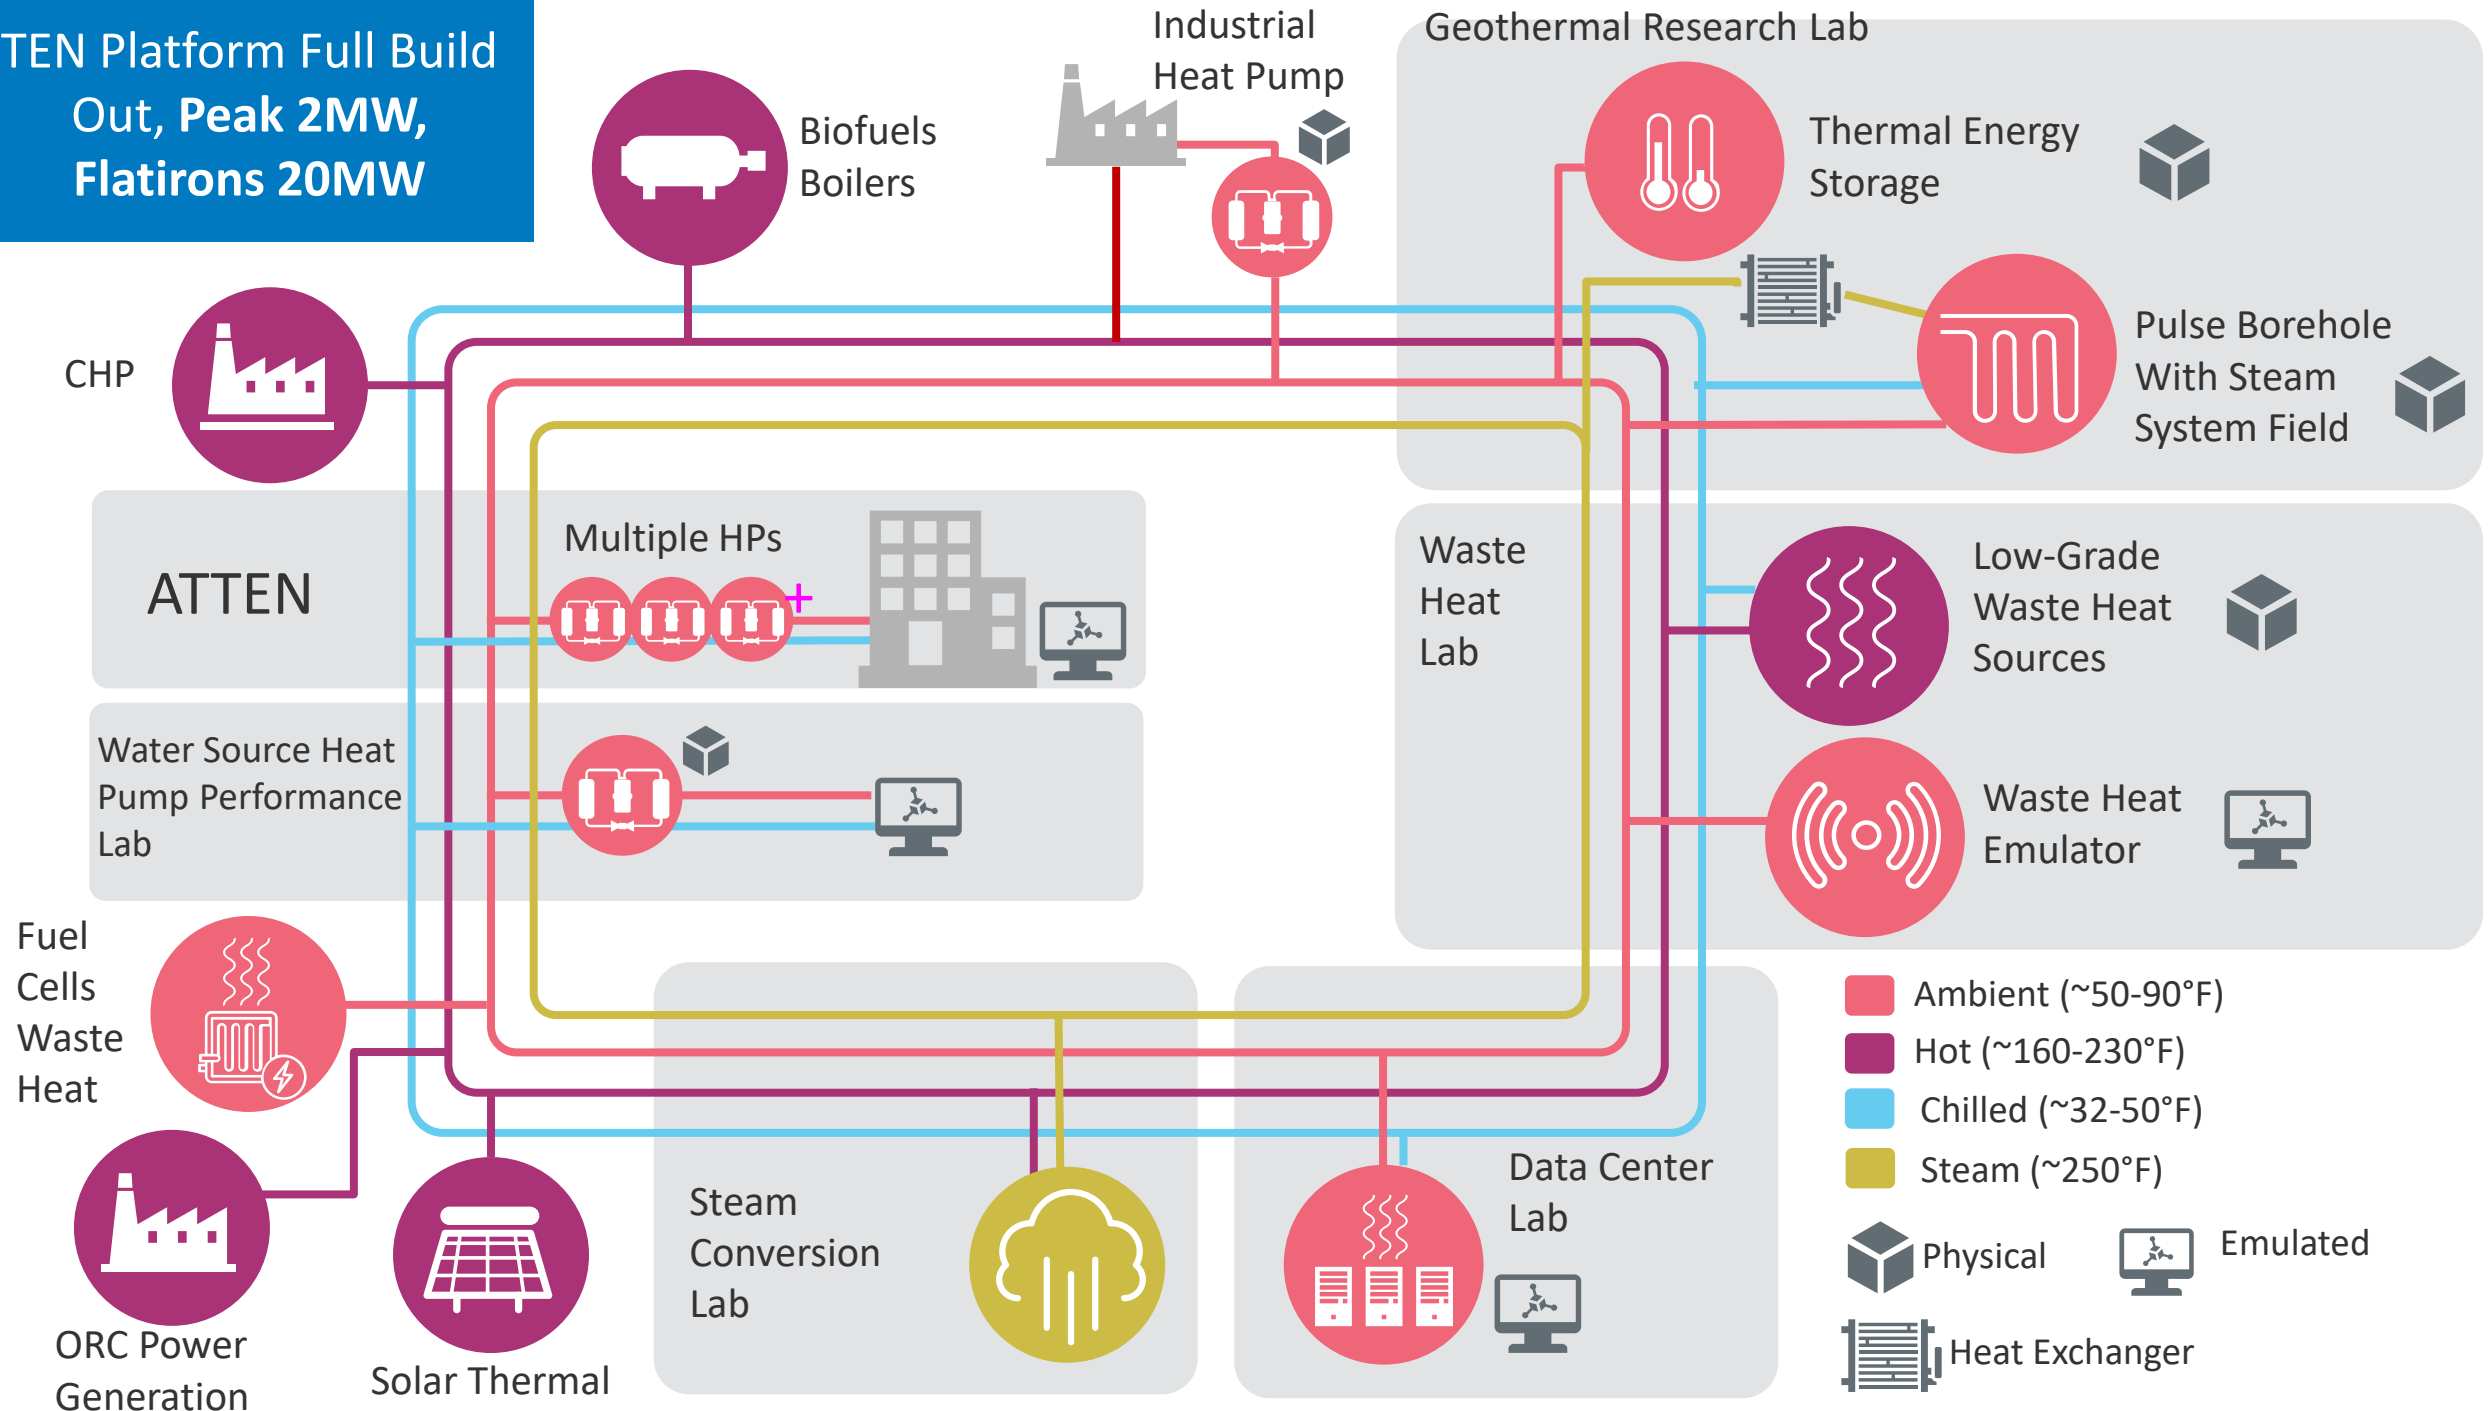 TEN Platform Full Build
Out, Peak 2MW,
Flatirons 20MW
Industrial
Heat Pump
Geothermal Research Lab
Biofuels
Boilers
Thermal Energy
Storage
CHP
Pulse Borehole
With Steam
System Field
ATTEN
Multiple HPs
+
Waste
Heat
Lab
Low-Grade
Waste Heat
Sources
Water Source Heat
Pump Performance
Lab
Waste Heat
Emulator
Fuel
Cells
Waste
Heat
Ambient (~50-90°F)
Hot (~160-230°F)
Chilled (~32-50°F)
Steam (~250°F)
Physical
Emulated
Heat Exchanger
Steam
Conversion
Lab
Data Center
Lab
ORC Power
Generation
Solar Thermal